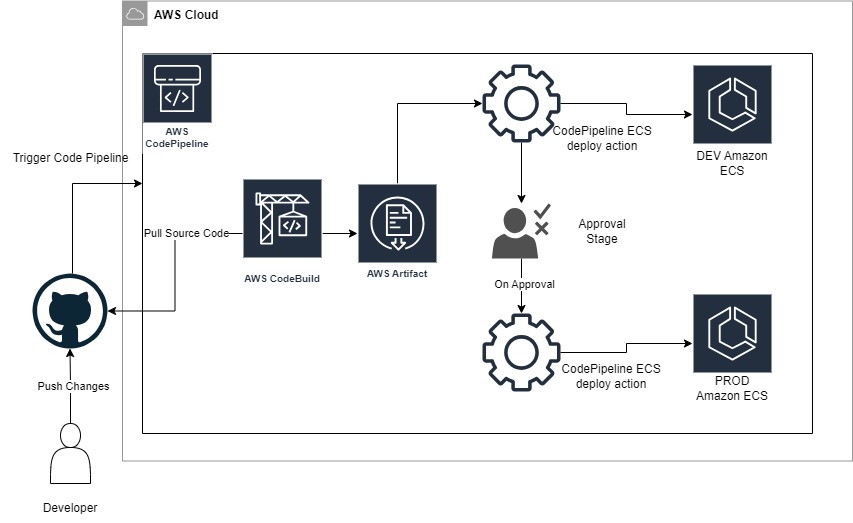 AWS Cloud
AWS
CodePipeline
Trigger Code Pipeline
CodePipeline ECS
deploy action
DEV Amazon
ECS
Pull Source Code
AWS CodeBuild
AWS Artifact
Approval
Stage
On Approval
CodePipeline ECS
deploy action
PROD
Amazon ECS
Push Changes
Developer